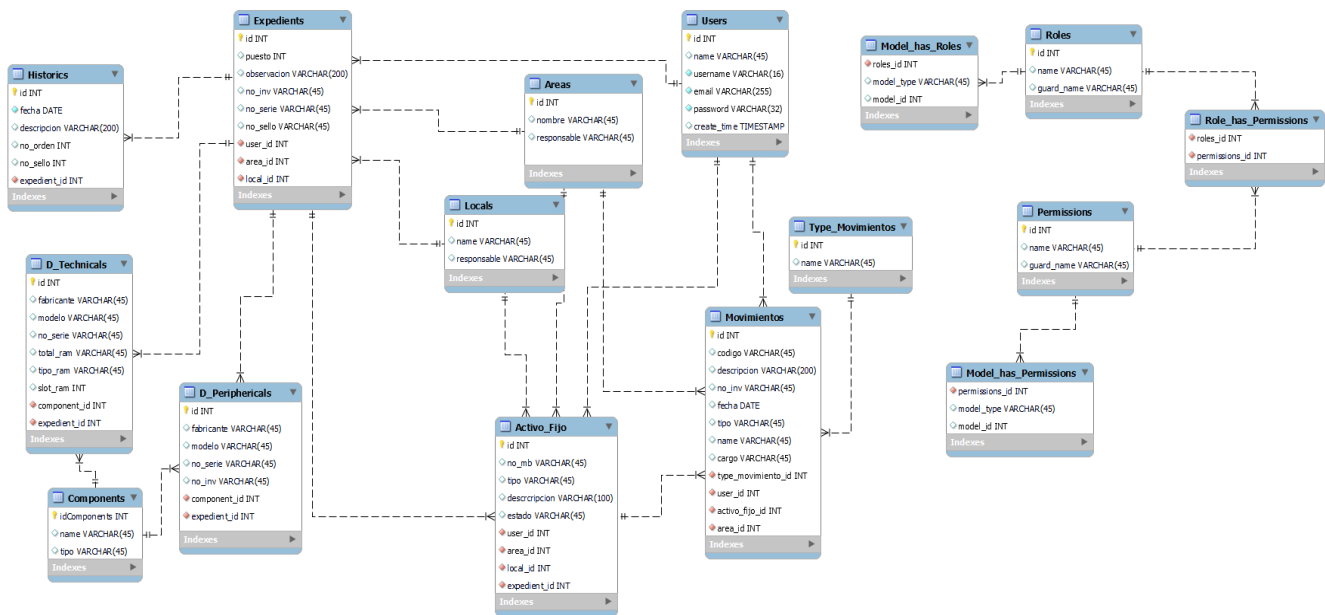 Expedients
id INT
puesto INT
observacion VARCHAR(200)
no_inv VARCHAR(45)
no_serie VARCHAR(45)
no_sello VARCHAR(45)
user_id INT
area_id INT
local_id INT
Indexes
Users
id INT
name VARCHAR(45)
username VARCHAR(16)
email VARCHAR(255)
password VARCHAR(32)
create_time TIMESTAMP
Indexes
Model_has_Roles
roles_id INT
model_type VARCHAR(45)
model_id INT
Indexes
Roles
id INT
name VARCHAR(45)
guard_name VARCHAR(45)
Indexes
Historics
id INT
fecha DATE
descripcion VARCHAR(200)
no_orden INT
no_sello INT
expedient_id INT
Indexes
Areas
id INT
nombre VARCHAR(45)
responsable VARCHAR(45)
Indexes
Role_has_Permissions
roles_id INT
permissions_id INT
Indexes
Locals
id INT
name VARCHAR(45)
responsable VARCHAR(45)
Indexes
Type_Movimientos
id INT
name VARCHAR(45)
Indexes
Permissions
id INT
name VARCHAR(45)
guard_name VARCHAR(45)
Indexes
D_Technicals
id INT
fabricante VARCHAR(45)
modelo VARCHAR(45)
no_serie VARCHAR(45)
total_ram VARCHAR(45)
tipo_ram VARCHAR(45)
slot_ram INT
component_id INT
expedient_id INT
Indexes
Movimientos
id INT
codigo VARCHAR(45)
descripcion VARCHAR(200)
no_inv VARCHAR(45)
fecha DATE
tipo VARCHAR(45)
name VARCHAR(45)
cargo VARCHAR(45)
type_movimiento_id INT
user_id INT
activo_fijo_id INT
area_id INT
Indexes
Model_has_Permissions
permissions_id INT
model_type VARCHAR(45)
model_id INT
Indexes
D_Periphericals
id INT
fabricante VARCHAR(45)
modelo VARCHAR(45)
no_serie VARCHAR(45)
no_inv VARCHAR(45)
component_id INT
expedient_id INT
Indexes
Activo_Fijo
id INT
no_mb VARCHAR(45)
tipo VARCHAR(45)
descrcripcion VARCHAR(100)
estado VARCHAR(45)
user_id INT
area_id INT
local_id INT
expedient_id INT
Indexes
Components
idComponents INT
name VARCHAR(45)
tipo VARCHAR(45)
Indexes